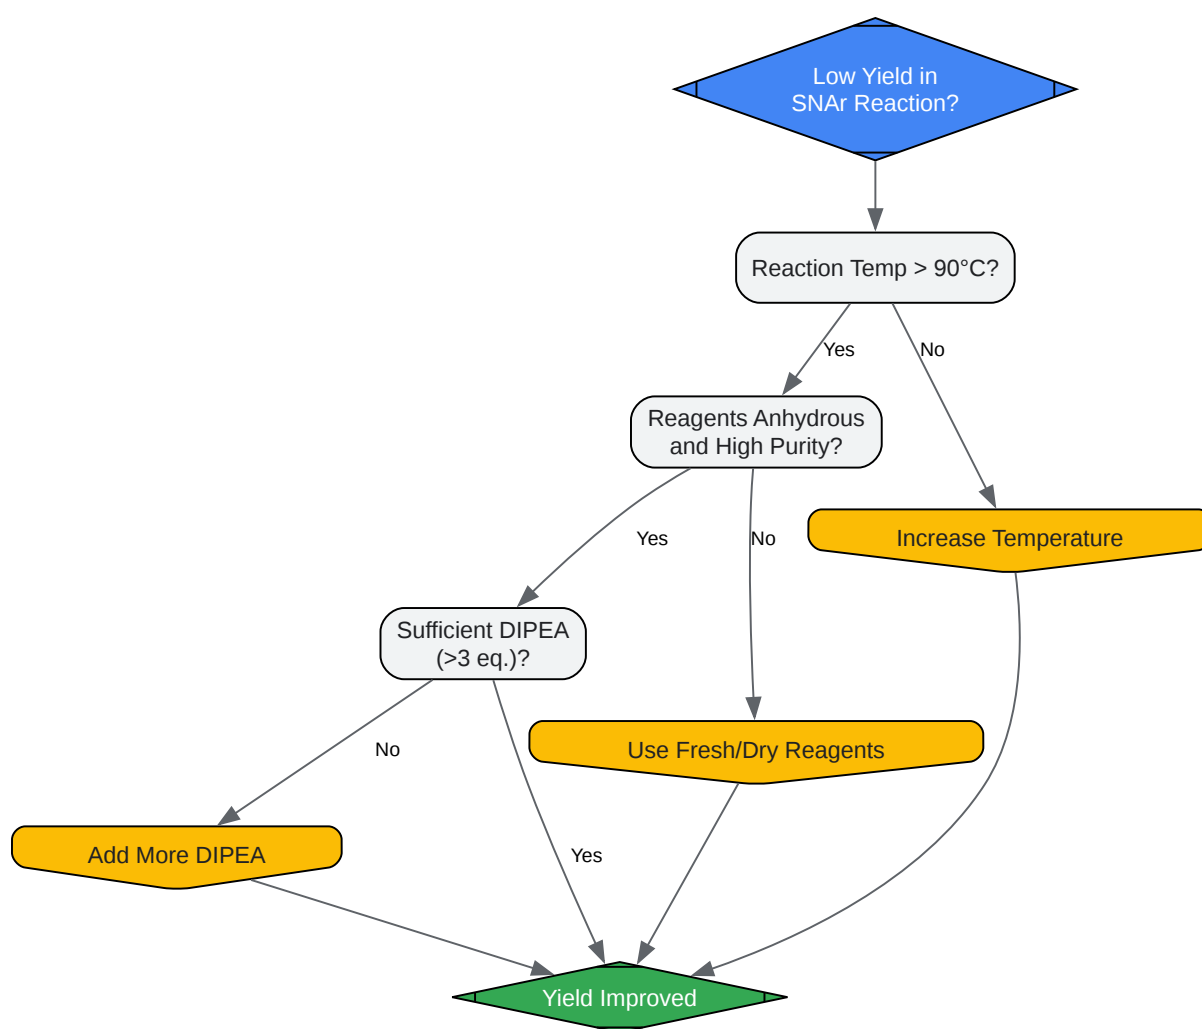 Low Yield in
SNAr Reaction?
Reaction Temp > 90°C?
Yes
No
Reagents Anhydrous
and High Purity?
Yes
No
Increase Temperature
Sufficient DIPEA
(>3 eq.)?
No
Use Fresh/Dry Reagents
Add More DIPEA
Yes
Yield Improved